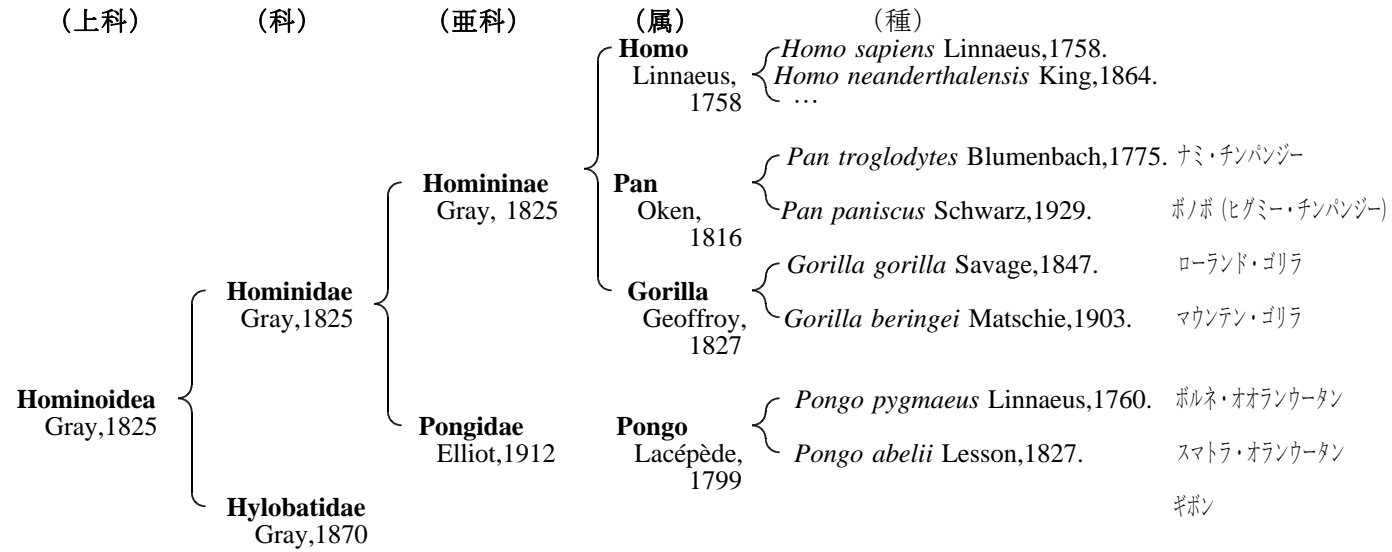 (上科) (科) (亜科) (属) (種)
Homo
Linnaeus,
1758
Homo sapiens Linnaeus,1758.
Homo neanderthalensis King,1864.
…
Hominoidea
Gray,1825
Hominidae
Gray,1825
Homininae
Gray, 1825
Pan
Oken,
1816
Pan troglodytes Blumenbach,1775. ナミ・チンパンジー
Pan paniscus Schwarz,1929. ボノボ (ヒグミー・チンパンジー)
Gorilla
Geoffroy,
1827
Gorilla gorilla Savage,1847. ローランド・ゴリラ
Gorilla beringei Matschie,1903. マウンテン・ゴリラ
Pongidae
Elliot,1912
Pongo
Lacépède,
1799
Pongo pygmaeus Linnaeus,1760. ボルネ・オオランウータン
Pongo abelii Lesson,1827. スマトラ・オランウータン
Hylobatidae
Gray,1870
ギボン